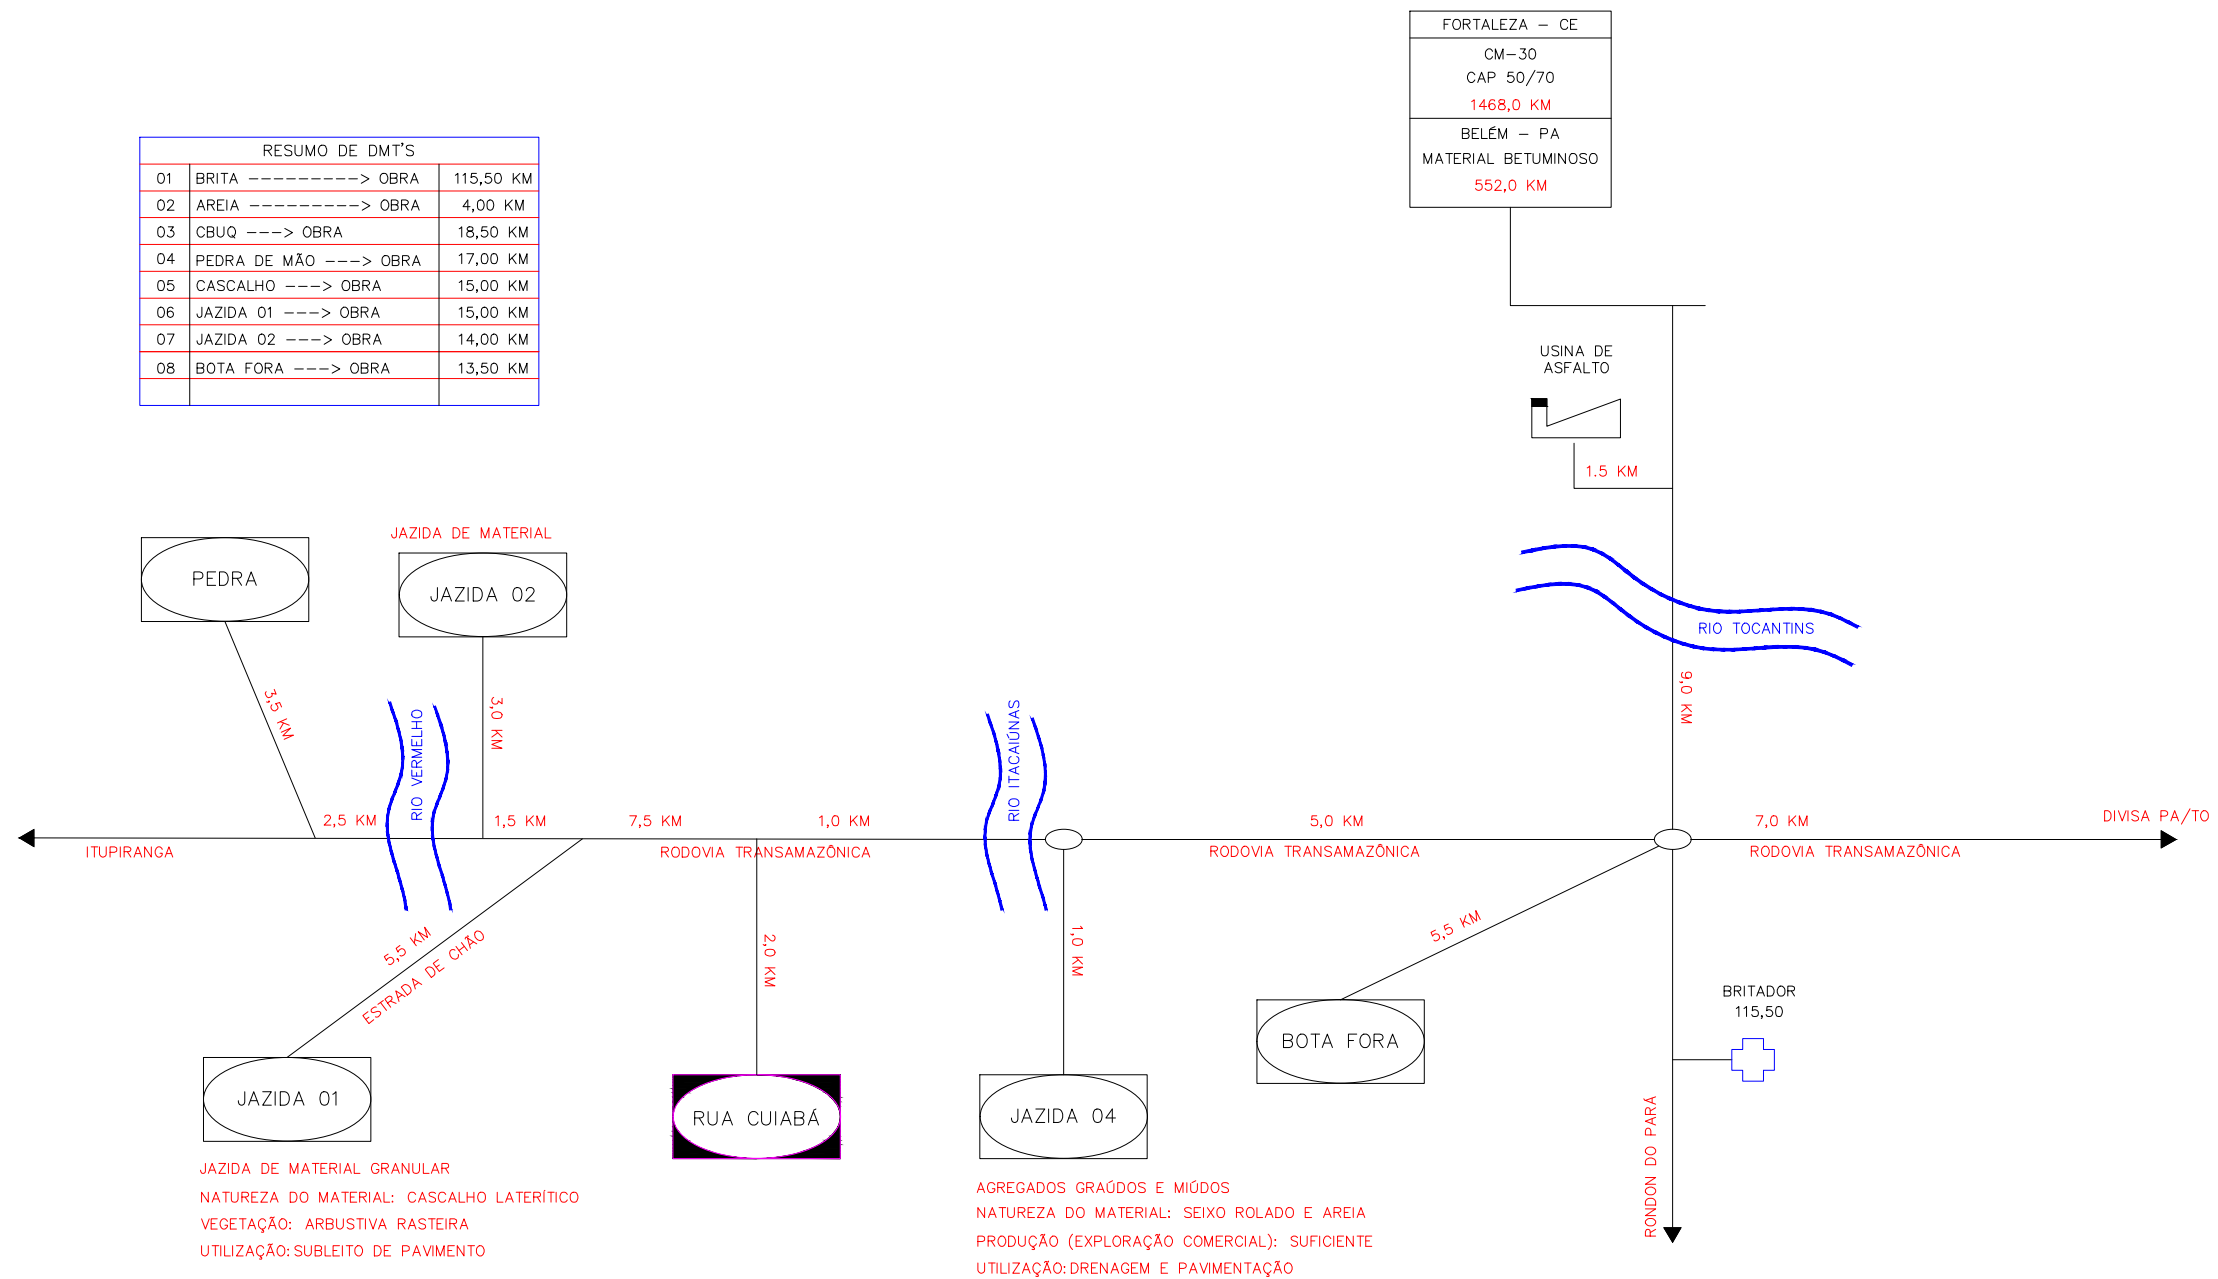 FORTALEZA - CE
CM-30
CAP 50/70
1468,0 KM
BELÉM - PA
MATERIAL BETUMINOSO
552,0 KM
RESUMO DE DMT'S
01 BRITA ---------> OBRA 115,50 KM
02 AREIA ---------> OBRA 4,00 KM
03 CBUQ ---> OBRA 18,50 KM
04 PEDRA DE MÃO ---> OBRA 17,00 KM
05 CASCALHO ---> OBRA 15,00 KM
06 JAZIDA 01 ---> OBRA 15,00 KM
07 JAZIDA 02 ---> OBRA 14,00 KM
08 BOTA FORA ---> OBRA 13,50 KM
USINA DE
ASFALTO
1.5 KM
JAZIDA DE MATERIAL
PEDRA
JAZIDA 02
RIO TOCANTINS
3,5 KM
RIO VERMELHO
3,0 KM
RIO ITACAIÚNAS
9,0 KM
2,5 KM
1,5 KM
7,5 KM
1,0 KM
5,0 KM
7,0 KM
DIVISA PA/TO
ITUPIRANGA
RODOVIA TRANSAMAZÔNICA
RODOVIA TRANSAMAZÔNICA
RODOVIA TRANSAMAZÔNICA
5,5 KM
ESTRADA DE CHÃO
2,0 KM
1,0 KM
5,5 KM
BRITADOR
115,50
BOTA FORA
JAZIDA 01
RUA CUIABÁ
JAZIDA 04
RONDON DO PARÁ
JAZIDA DE MATERIAL GRANULAR
NATUREZA DO MATERIAL: CASCALHO LATERÍTICO
VEGETAÇÃO: ARBUSTIVA RASTEIRA
UTILIZAÇÃO: SUBLEITO DE PAVIMENTO
AGREGADOS GRAÚDOS E MIÚDOS
NATUREZA DO MATERIAL: SEIXO ROLADO E AREIA
PRODUÇÃO (EXPLORAÇÃO COMERCIAL): SUFICIENTE
UTILIZAÇÃO: DRENAGEM E PAVIMENTAÇÃO